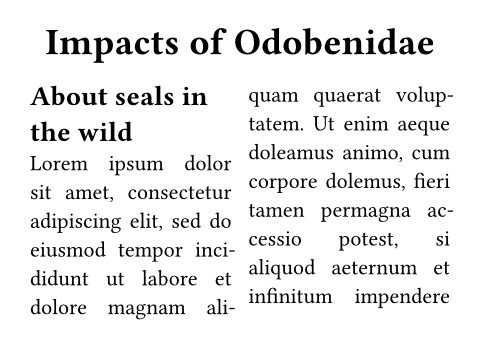 Impacts of Odobenidae
About seals in
the wild
Lorem ipsum dolor
sit amet, consectetur
adipiscing elit, sed do
eiusmod tempor inci-
didunt ut labore et
dolore magnam ali-
quam quaerat volup-
tatem. Ut enim aeque
doleamus animo, cum
corpore dolemus, fieri
tamen permagna ac-
cessio potest, si
aliquod aeternum et
infinitum impendere